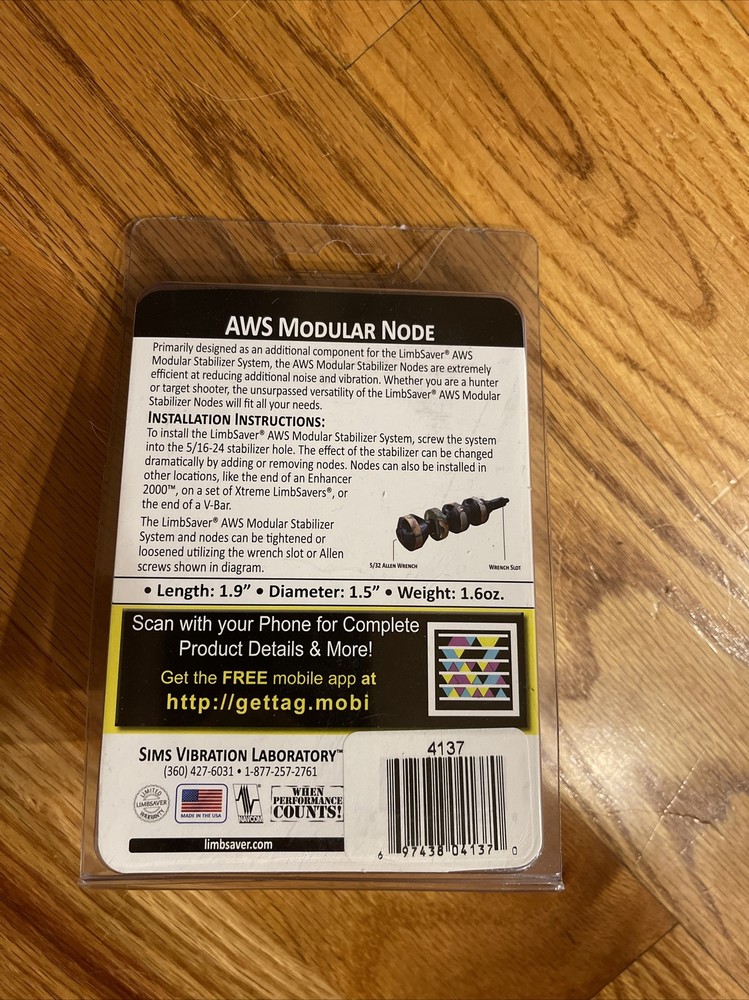 AWS MODULAR NODE
Primarily designed as an additional component for the LimbSaver® AWS
Modular Stabilizer System, the AWS Modular Stabilizer Nodes are extremely
efficient at reducing additional noise and vibration. Whether you are a hunter
or target shooter, the unsurpassed versatility of the LimbSaver® AWS Modular
Stabilizer Nodes will fit all your needs.
INSTALLATION INSTRUCTIONS:
To install the LimbSaver® AWS Modular Stabilizer System, screw the system
into the 5/16-24 stabilizer hole. The effect of the stabilizer can be changed
dramatically by adding or removing nodes. Nodes can also be installed in
other locations, like the end of an Enhancer
2000™, on a set of Xtreme LimbSavers®, or
the end of a V-Bar.
The LimbSaver® AWS Modular Stabilizer
System and nodes can be tightened or
loosened utilizing the wrench slot or Allen
screws shown in diagram.
5/32 ALLEN WRENCH
WRENCH SLOT
• Length: 1.9” • Diameter: 1.5” • Weight: 1.6oz.
Scan with your Phone for Complete
Product Details & More!
Get the FREE mobile app at
http://gettag.mobi
SIMS VIBRATION LABORATORY™
(360) 427-6031 • 1-877-257-2761
LIMITED
LIMBSAVER
WARRANTY
MADE IN THE USA
NAVCOM
WHEN
PERFORMANCE
COUNTS!
limbsaver.com
4137
6 97438 04137 0